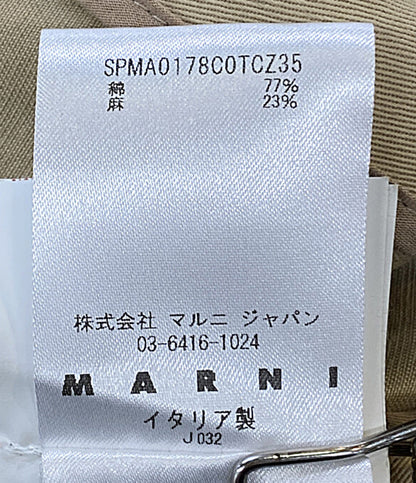 SPMA0178C0TCZ35
綿 77%
麻 23%
株式会社 マルニ ジャパン
03-6416-1024
MARNI
イタリア製
J032